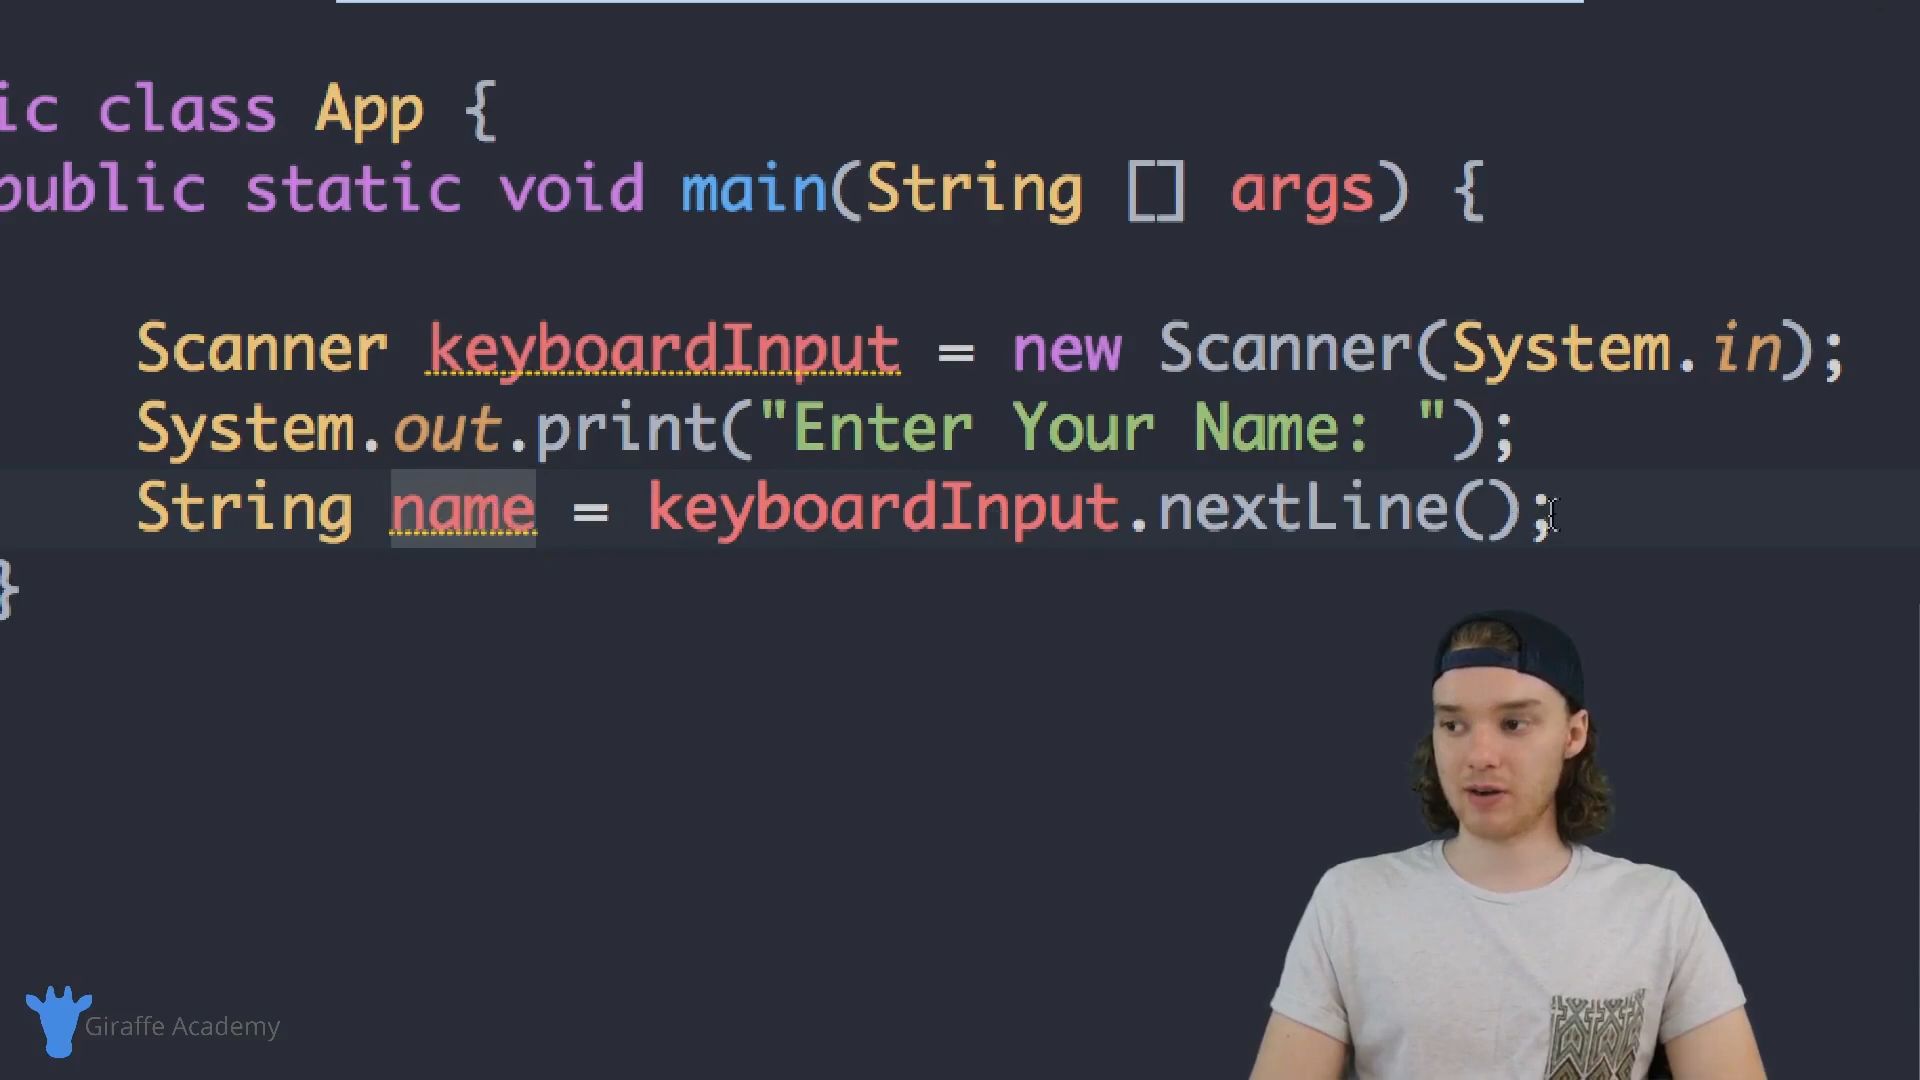 ic class App {
public static void main(String [] args) {
Scanner keyboardInput = new Scanner(System.in);
System.out.print("Enter Your Name: ");
String name = keyboardInput.nextLine();
}
Giraffe Academy